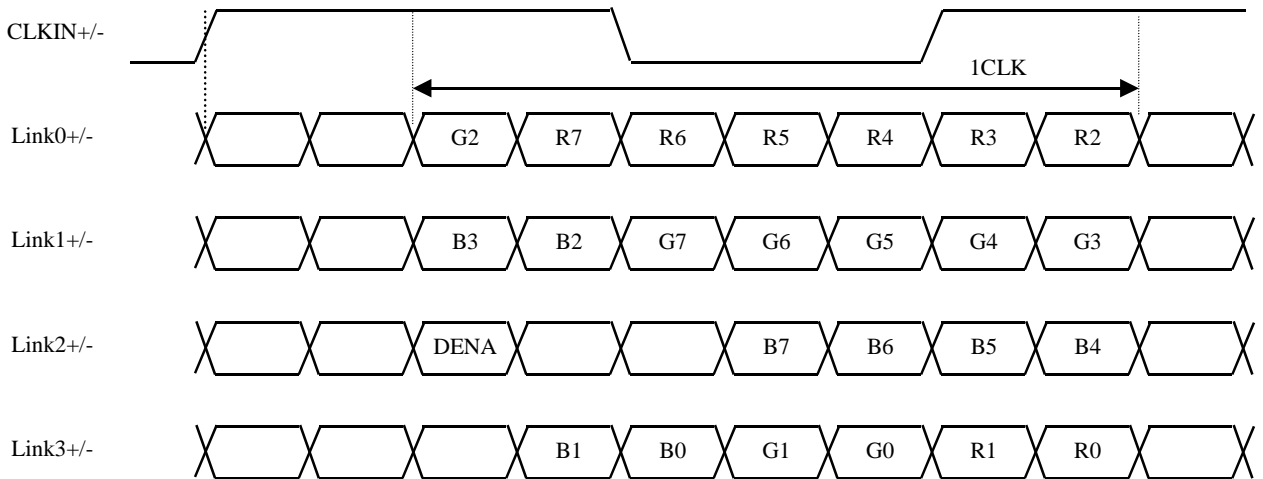 CLKIN+/-
1CLK
Link0+/- G2 R7 R6 R5 R4 R3 R2
Link1+/- B3 B2 G7 G6 G5 G4 G3
Link2+/- DENA B7 B6 B5 B4
Link3+/- B1 B0 G1 G0 R1 R0